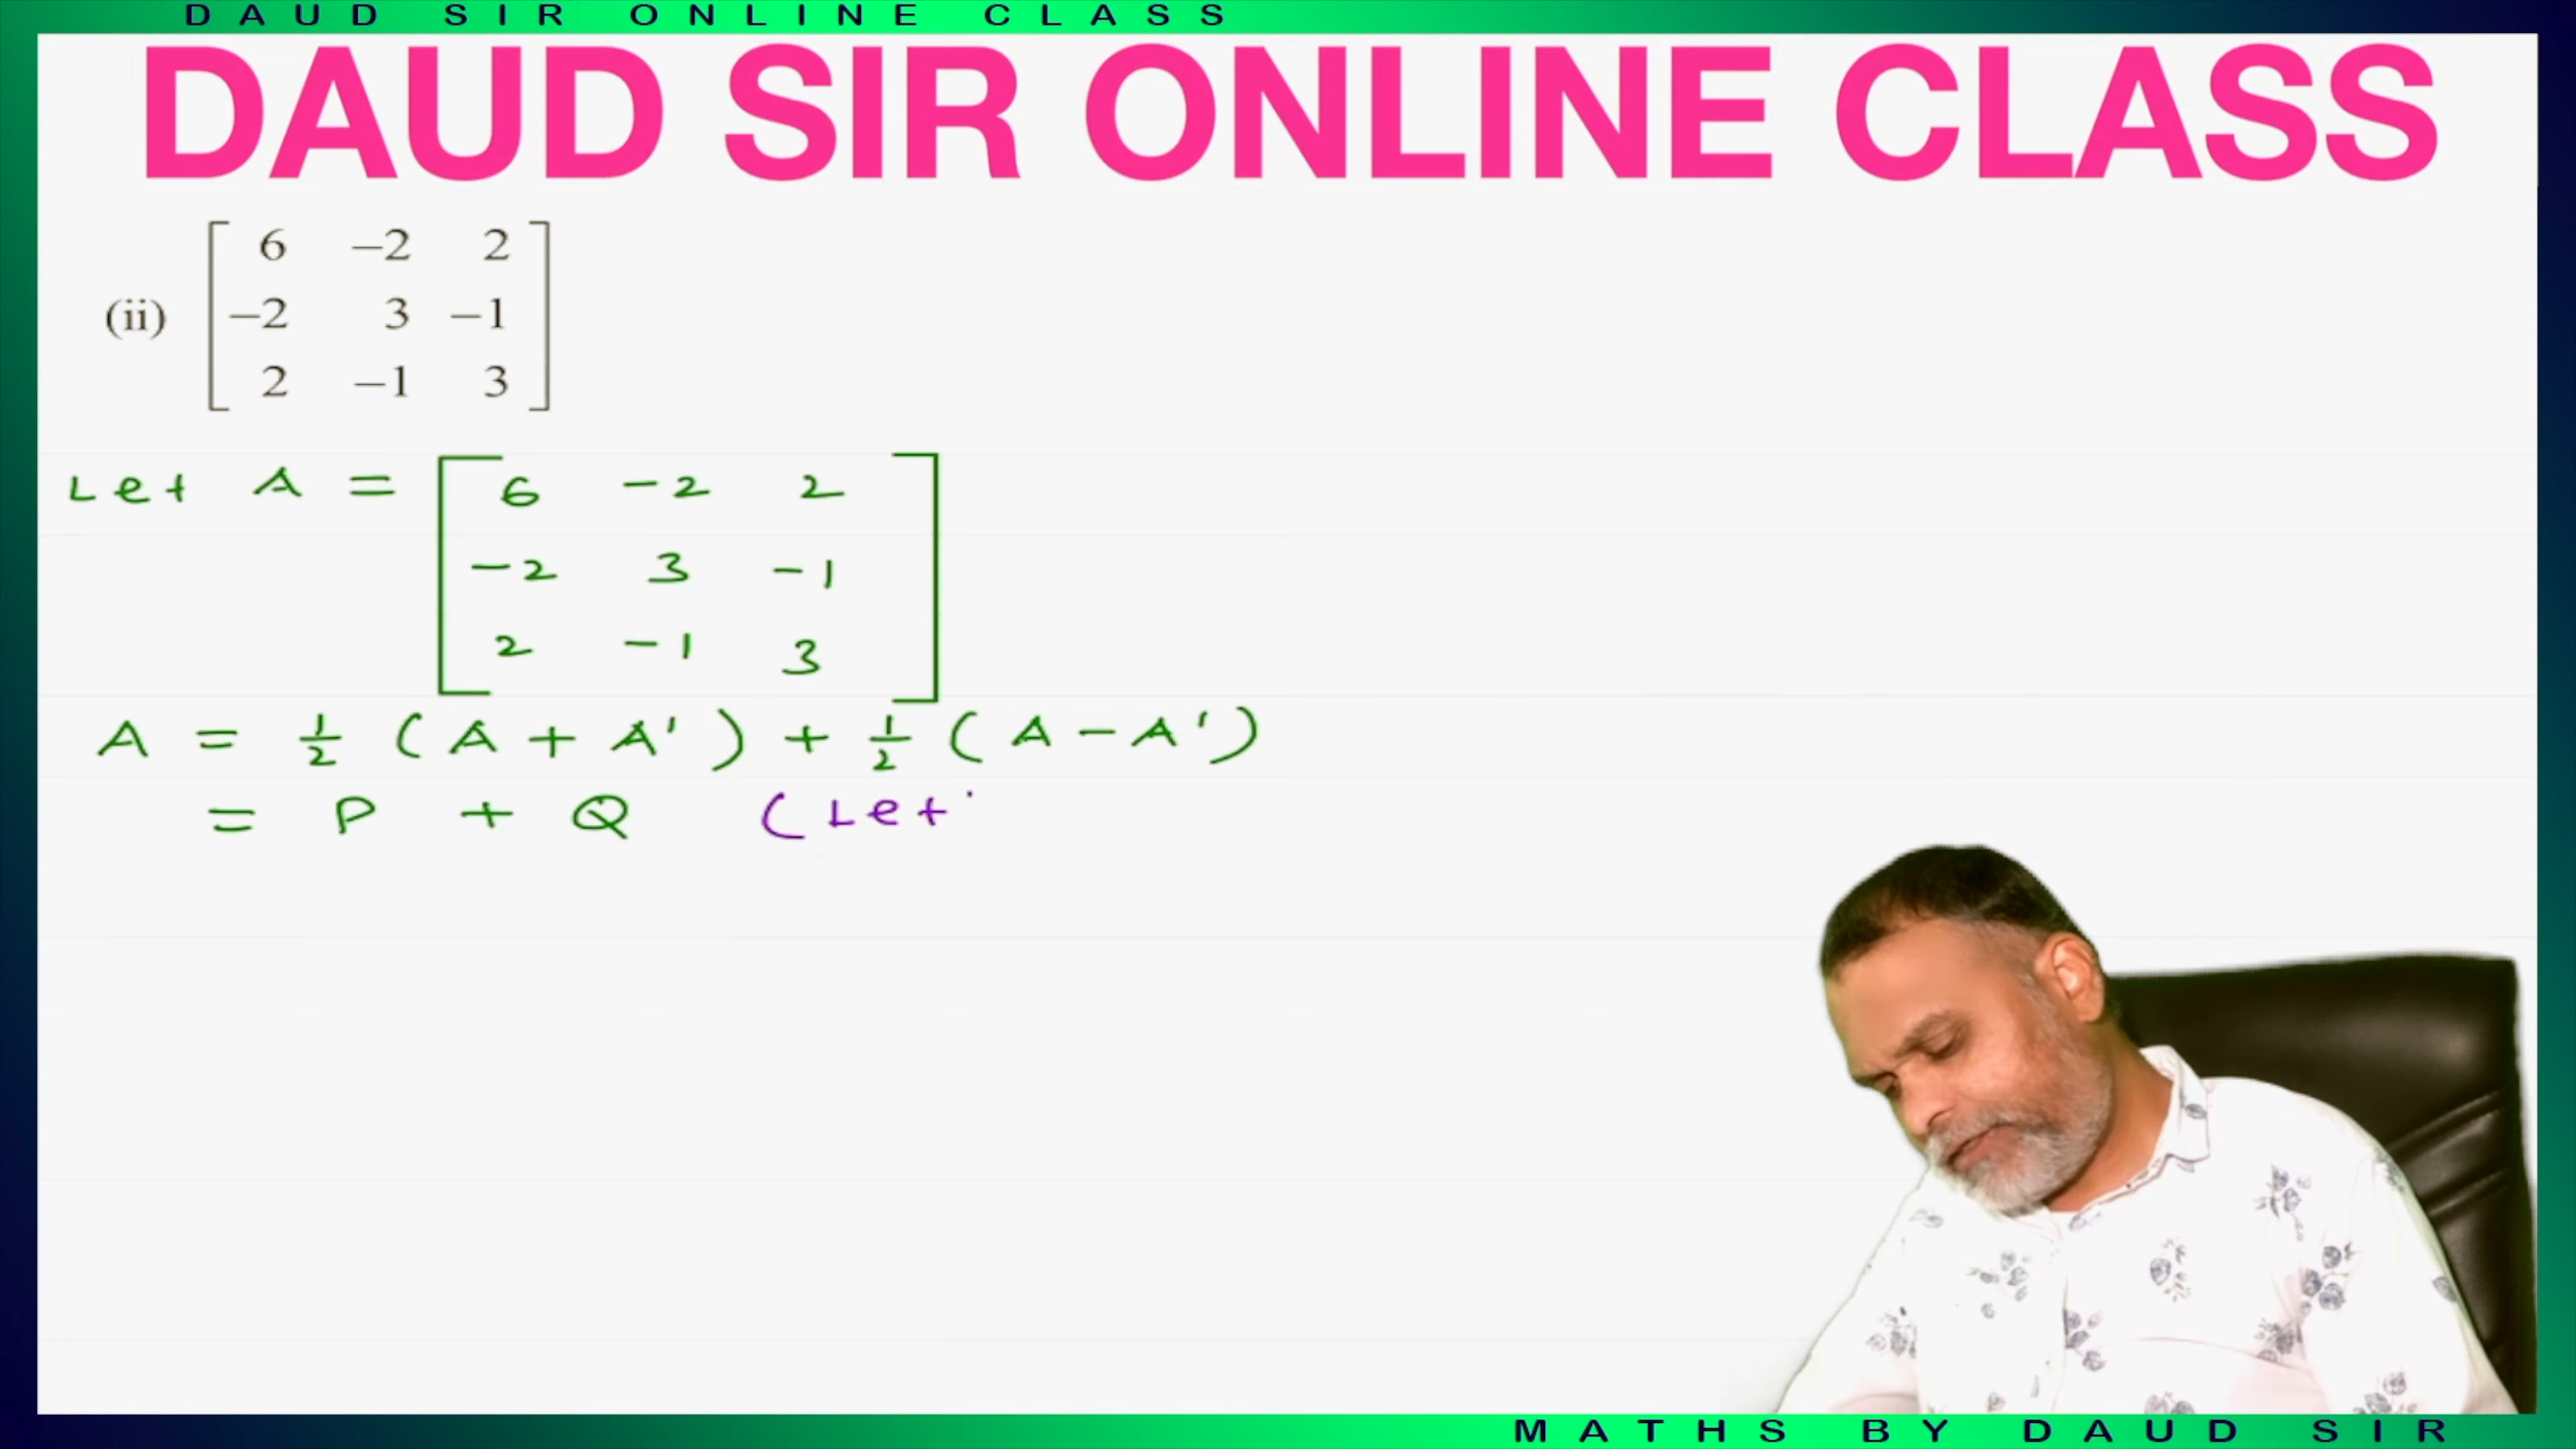 DAUD SIR ONLINE CLASS
DAUD SIR ONLINE CLASS
(ii) [ 6 −2 2
−2 3 −1
2 −1 3 ]
Let A = [ 6 -2 2
-2 3 -1
2 -1 3 ]
A = 1/2 (A + A') + 1/2 (A - A')
= P + Q (Let
MATHS BY DAUD SIR